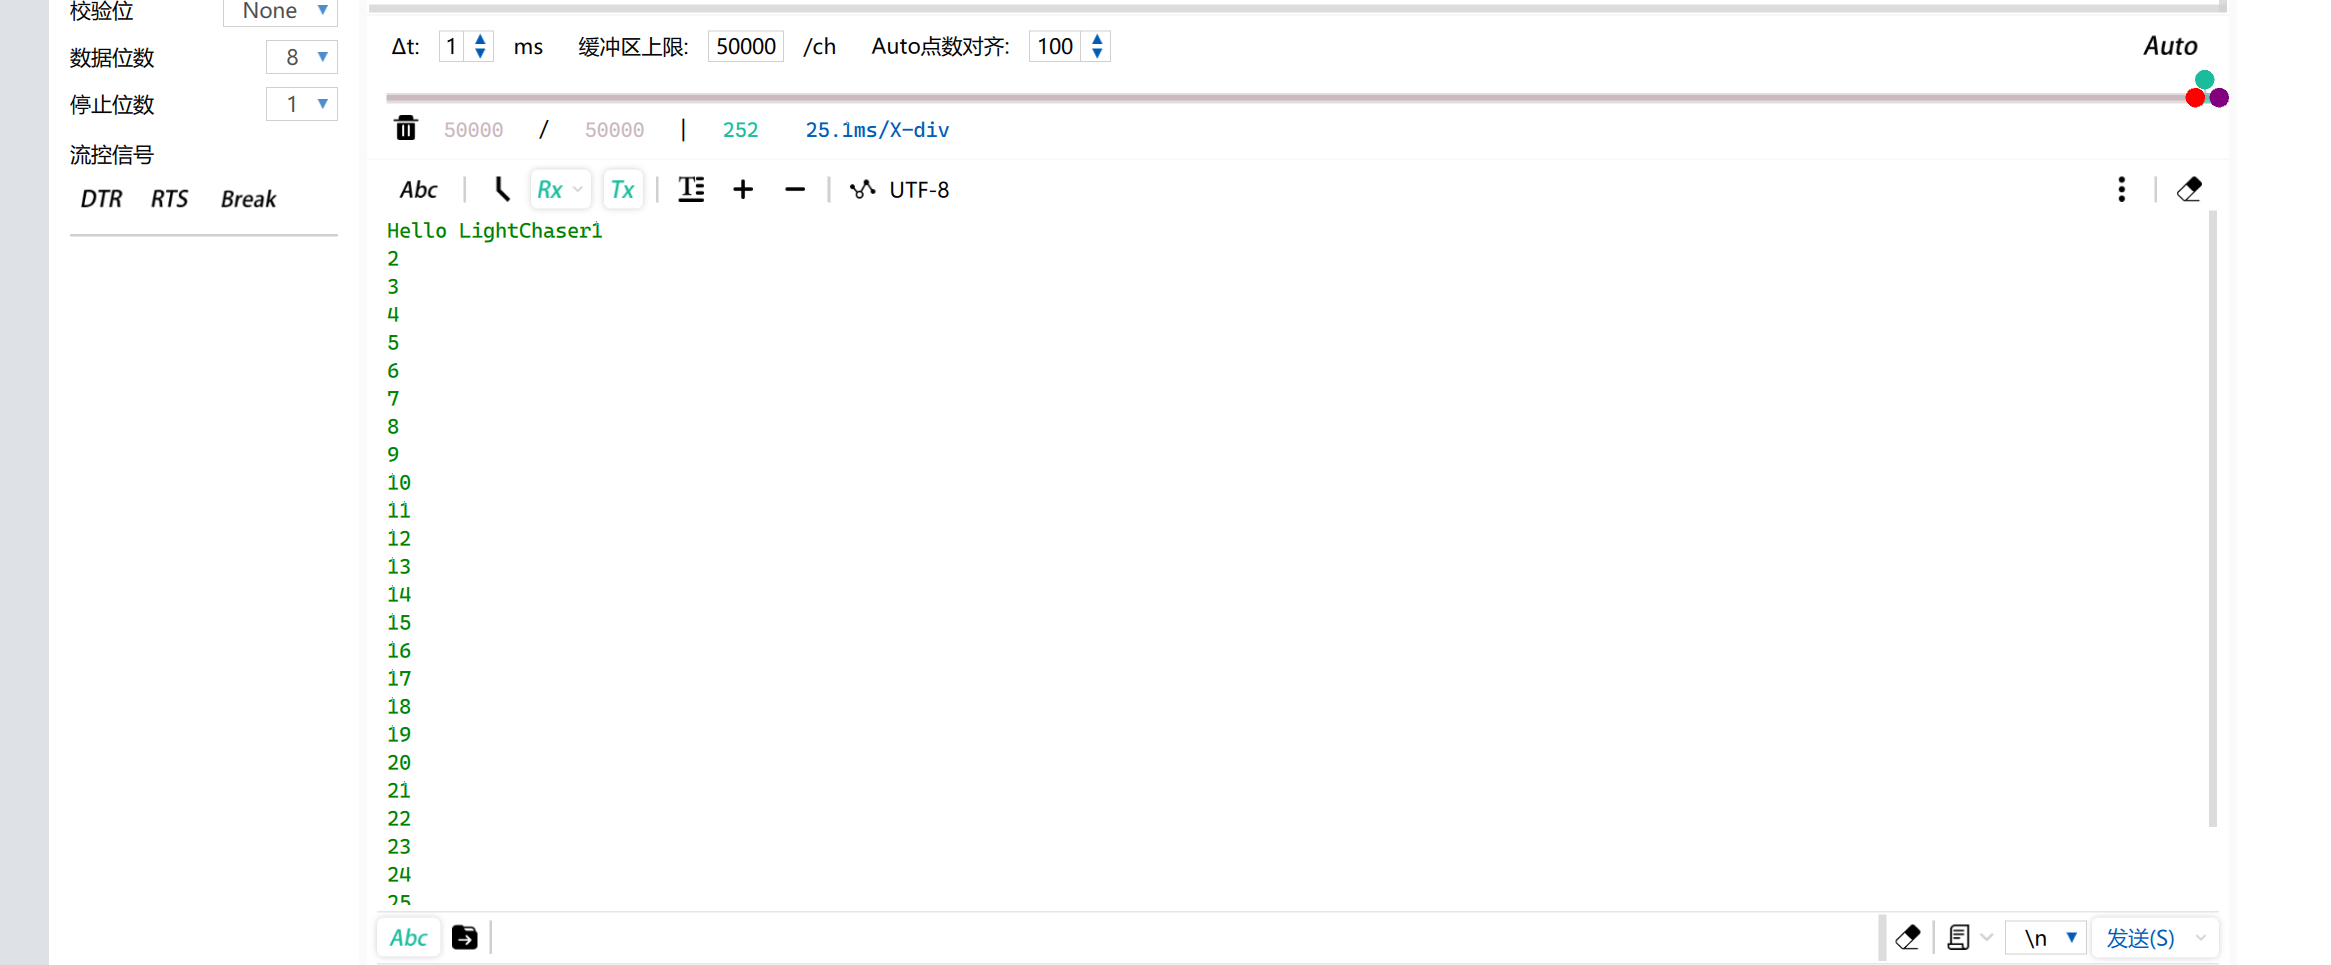 校验位 None
Δt: 1 ms 缓冲区上限: 50000 /ch Auto点数对齐: 100 Auto
数据位数 8
停止位数 1
50000 / 50000 | 252 25.1ms/X-div
流控信号
DTR RTS Break
Abc Rx Tx UTF-8
Hello LightChaser1
2
3
4
5
6
7
8
9
10
11
12
13
14
15
16
17
18
19
20
21
22
23
24
25
Abc \n 发送(S)